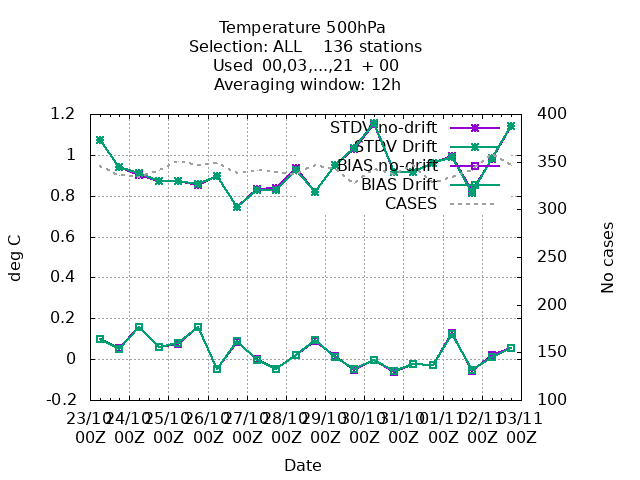 Temperature 500hPa
Selection: ALL 136 stations
Used 00,03,...,21 + 00
Averaging window: 12h
STDV no-drift
STDV Drift
BIAS no-drift
BIAS Drift
CASES
1.2
1
0.8
0.6
0.4
0.2
0
-0.2
deg C
400
350
300
250
200
150
100
No cases
23/10 24/10 25/10 26/10 27/10 28/10 29/10 30/10 31/10 01/11 02/11 03/11
00Z 00Z 00Z 00Z 00Z 00Z 00Z 00Z 00Z 00Z 00Z 00Z
Date